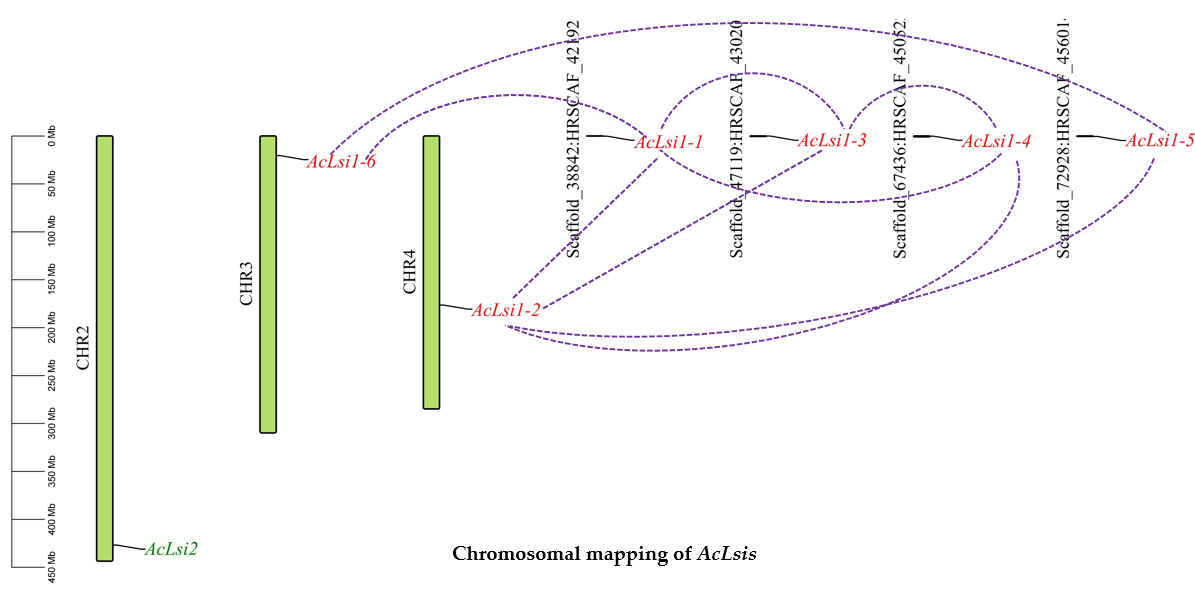 0 Mb
50 Mb
100 Mb
150 Mb
200 Mb
250 Mb
300 Mb
350 Mb
400 Mb
450 Mb
CHR2
AcLsi2
CHR3
AcLsi1-6
CHR4
AcLsi1-2
Scaffold_38842:HRSCAF_42192
AcLsi1-1
Scaffold_47119:HRSCAF_43020
AcLsi1-3
Scaffold_67436:HRSCAF_45052
AcLsi1-4
Scaffold_72928:HRSCAF_45601
AcLsi1-5
Chromosomal mapping of AcLsis